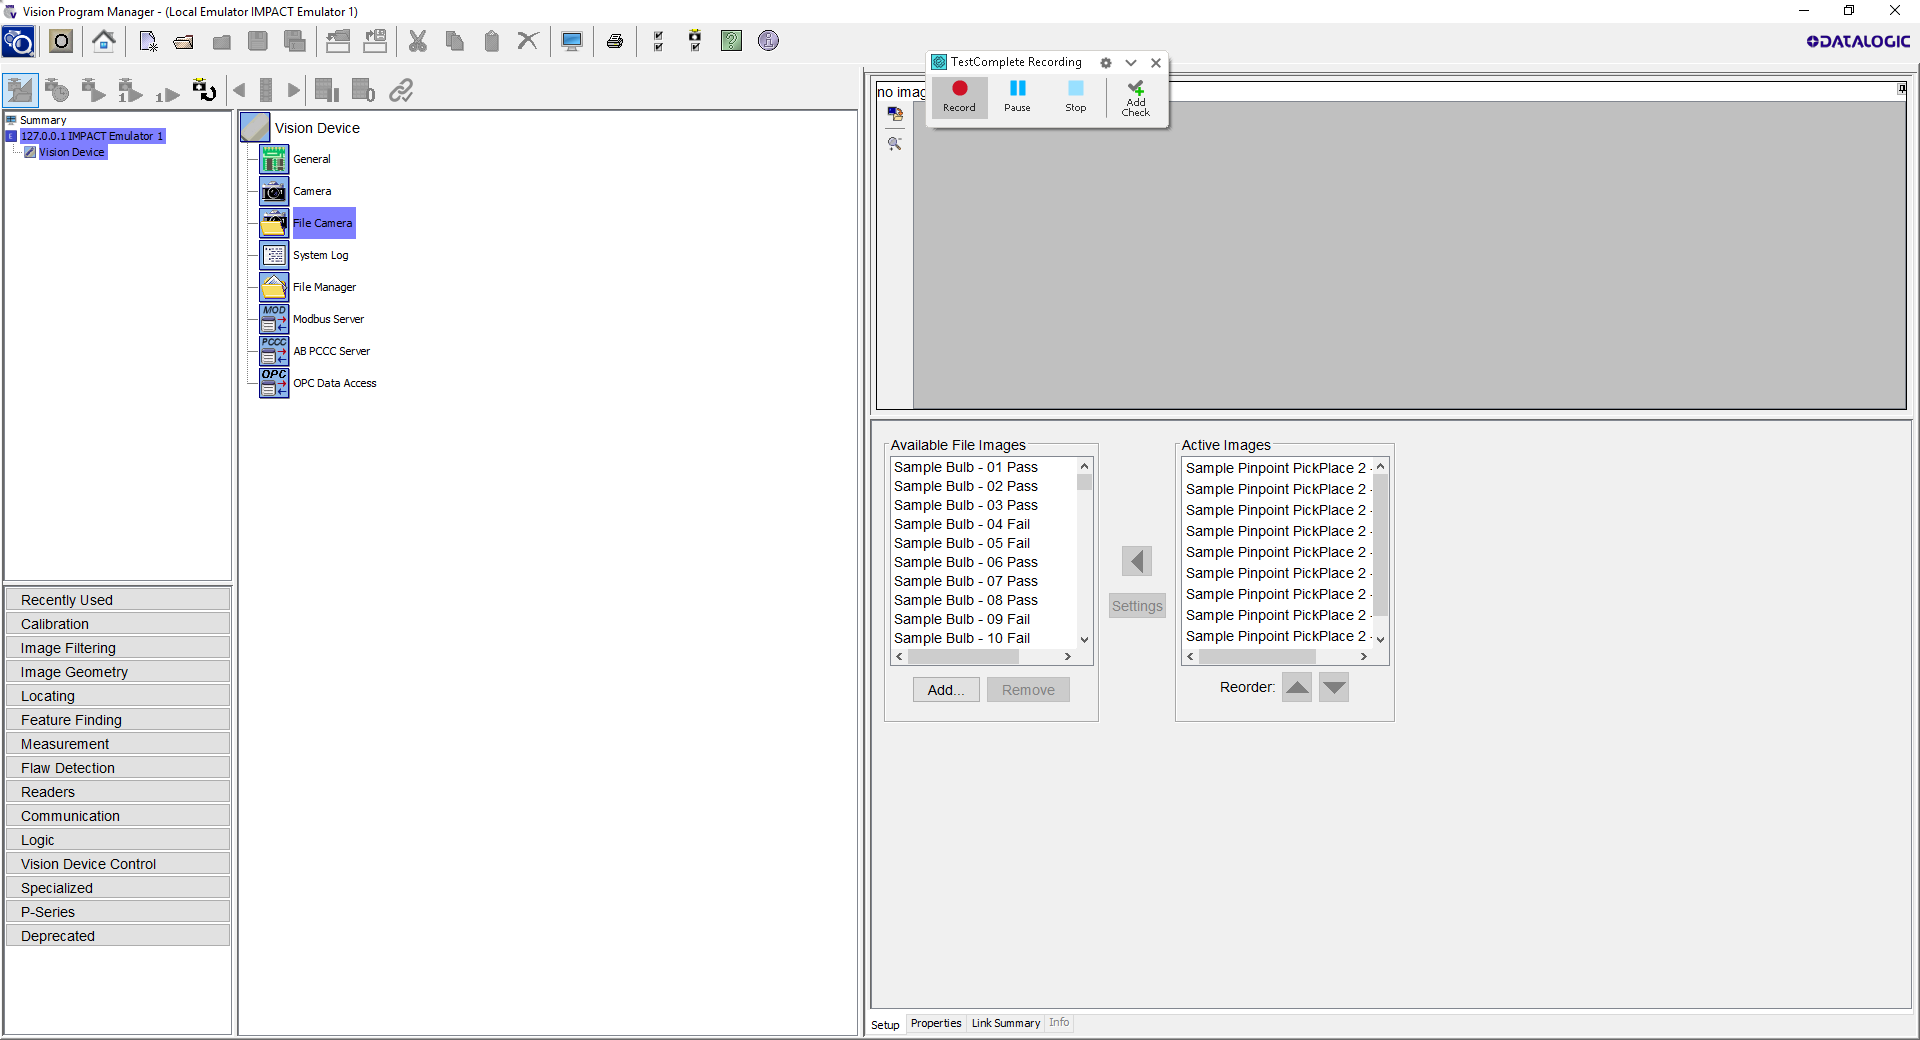 Vision Program Manager - (Local Emulator IMPACT Emulator 1)
DATALOGIC
TestComplete Recording
Record
Pause
Stop
Add
Check
Summary
127.0.0.1 IMPACT Emulator 1
Vision Device
Recently Used
Calibration
Image Filtering
Image Geometry
Locating
Feature Finding
Measurement
Flaw Detection
Readers
Communication
Logic
Vision Device Control
Specialized
P-Series
Deprecated
Vision Device
General
Camera
File Camera
System Log
File Manager
MOD
Modbus Server
PCCC
AB PCCC Server
OPC
OPC Data Access
no imag
Available File Images
Sample Bulb - 01 Pass
Sample Bulb - 02 Pass
Sample Bulb - 03 Pass
Sample Bulb - 04 Fail
Sample Bulb - 05 Fail
Sample Bulb - 06 Pass
Sample Bulb - 07 Pass
Sample Bulb - 08 Pass
Sample Bulb - 09 Fail
Sample Bulb - 10 Fail
Add...
Remove
Settings
Active Images
Sample Pinpoint PickPlace 2 -
Sample Pinpoint PickPlace 2 -
Sample Pinpoint PickPlace 2 -
Sample Pinpoint PickPlace 2 -
Sample Pinpoint PickPlace 2 -
Sample Pinpoint PickPlace 2 -
Sample Pinpoint PickPlace 2 -
Sample Pinpoint PickPlace 2 -
Sample Pinpoint PickPlace 2 -
Reorder:
Setup
Properties
Link Summary
Info